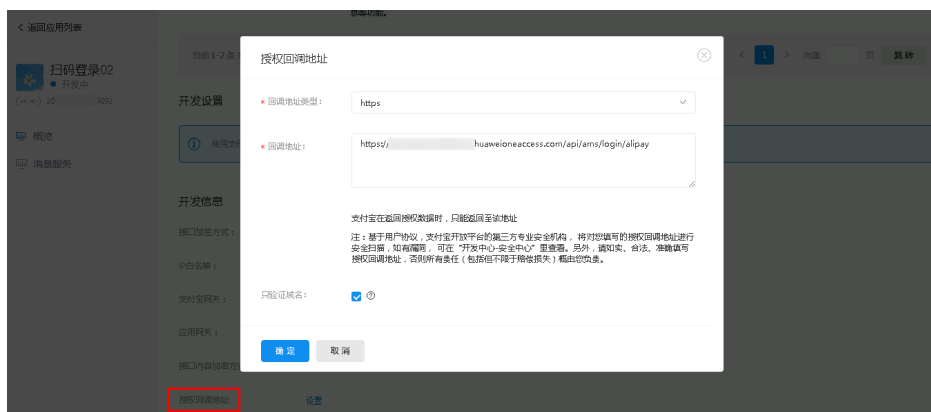 < 返回应用列表
扫码登录02
开发中
概览
消息服务
当前1-2条
< 1 > 向第 页 跳转
开发设置
使用支付
开发信息
接口加签方式：
IP白名单：
支付宝网关：
应用网关：
接口内容加密方
授权回调地址: 设置
授权回调地址
* 回调地址类型： https
* 回调地址： https:// huaweioneaccess.com/api/ams/login/alipay
支付宝在返回授权数据时，只能返回至该地址
注：基于用户协议，支付宝开放平台的第三方专业安全机构， 将对您填写的授权回调地址进行
安全扫描，如有漏洞， 可在 “开发中心-安全中心” 里查看。另外，请如实、合法、准确填写
授权回调地址，否则所有责任（包括但不限于赔偿损失）概由您负责。
只验证域名：
确 定 取 消